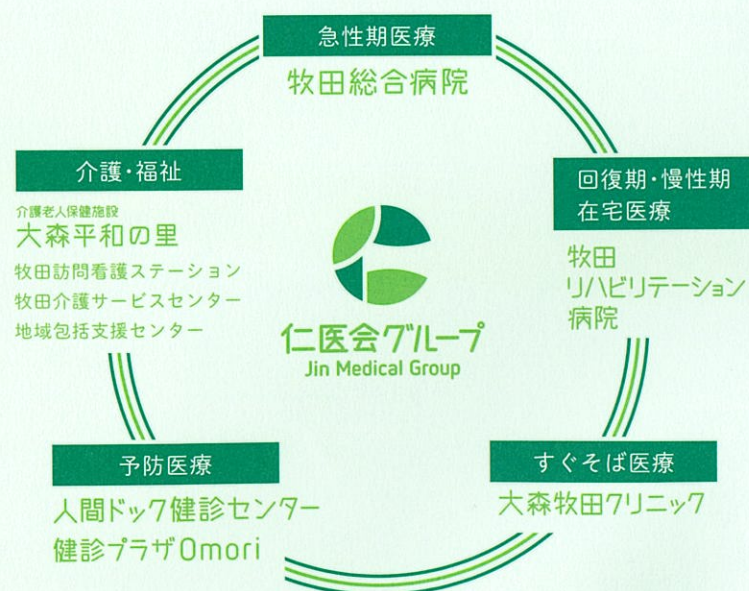 急性期医療
牧田総合病院
介護・福祉
介護老人保健施設
大森平和の里
牧田訪問看護ステーション
牧田介護サービスセンター
地域包括支援センター
回復期・慢性期
在宅医療
牧田
リハビリテーション
病院
仁医会グループ
Jin Medical Group
予防医療
人間ドック健診センター
健診プラザOmori
すぐそば医療
大森牧田クリニック